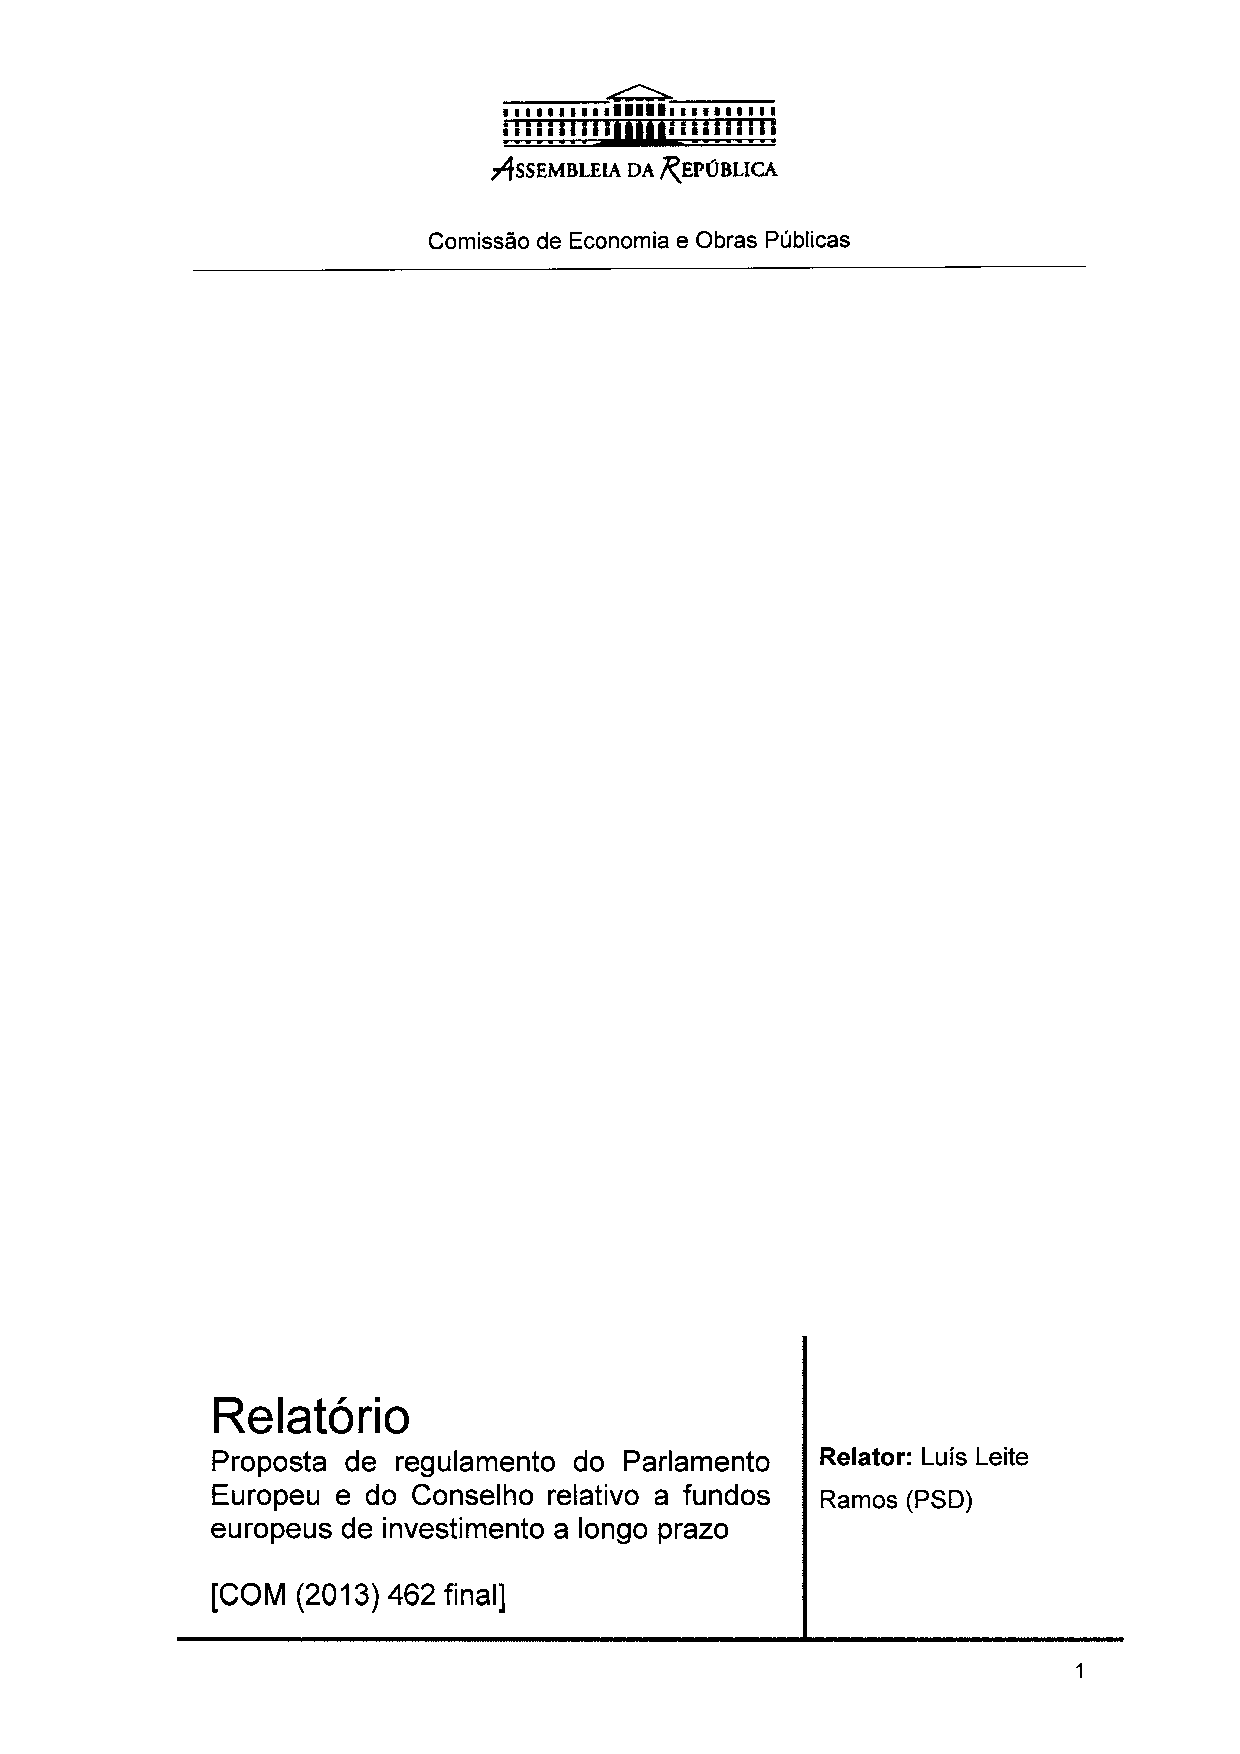 ASSEMBLEIA DA REPÚBLICA
Comissão de Economia e Obras Públicas
Relatório
Proposta de regulamento do Parlamento
Europeu e do Conselho relativo a fundos
europeus de investimento a longo prazo
[COM (2013) 462 final]
Relator: Luís Leite
Ramos (PSD)
1